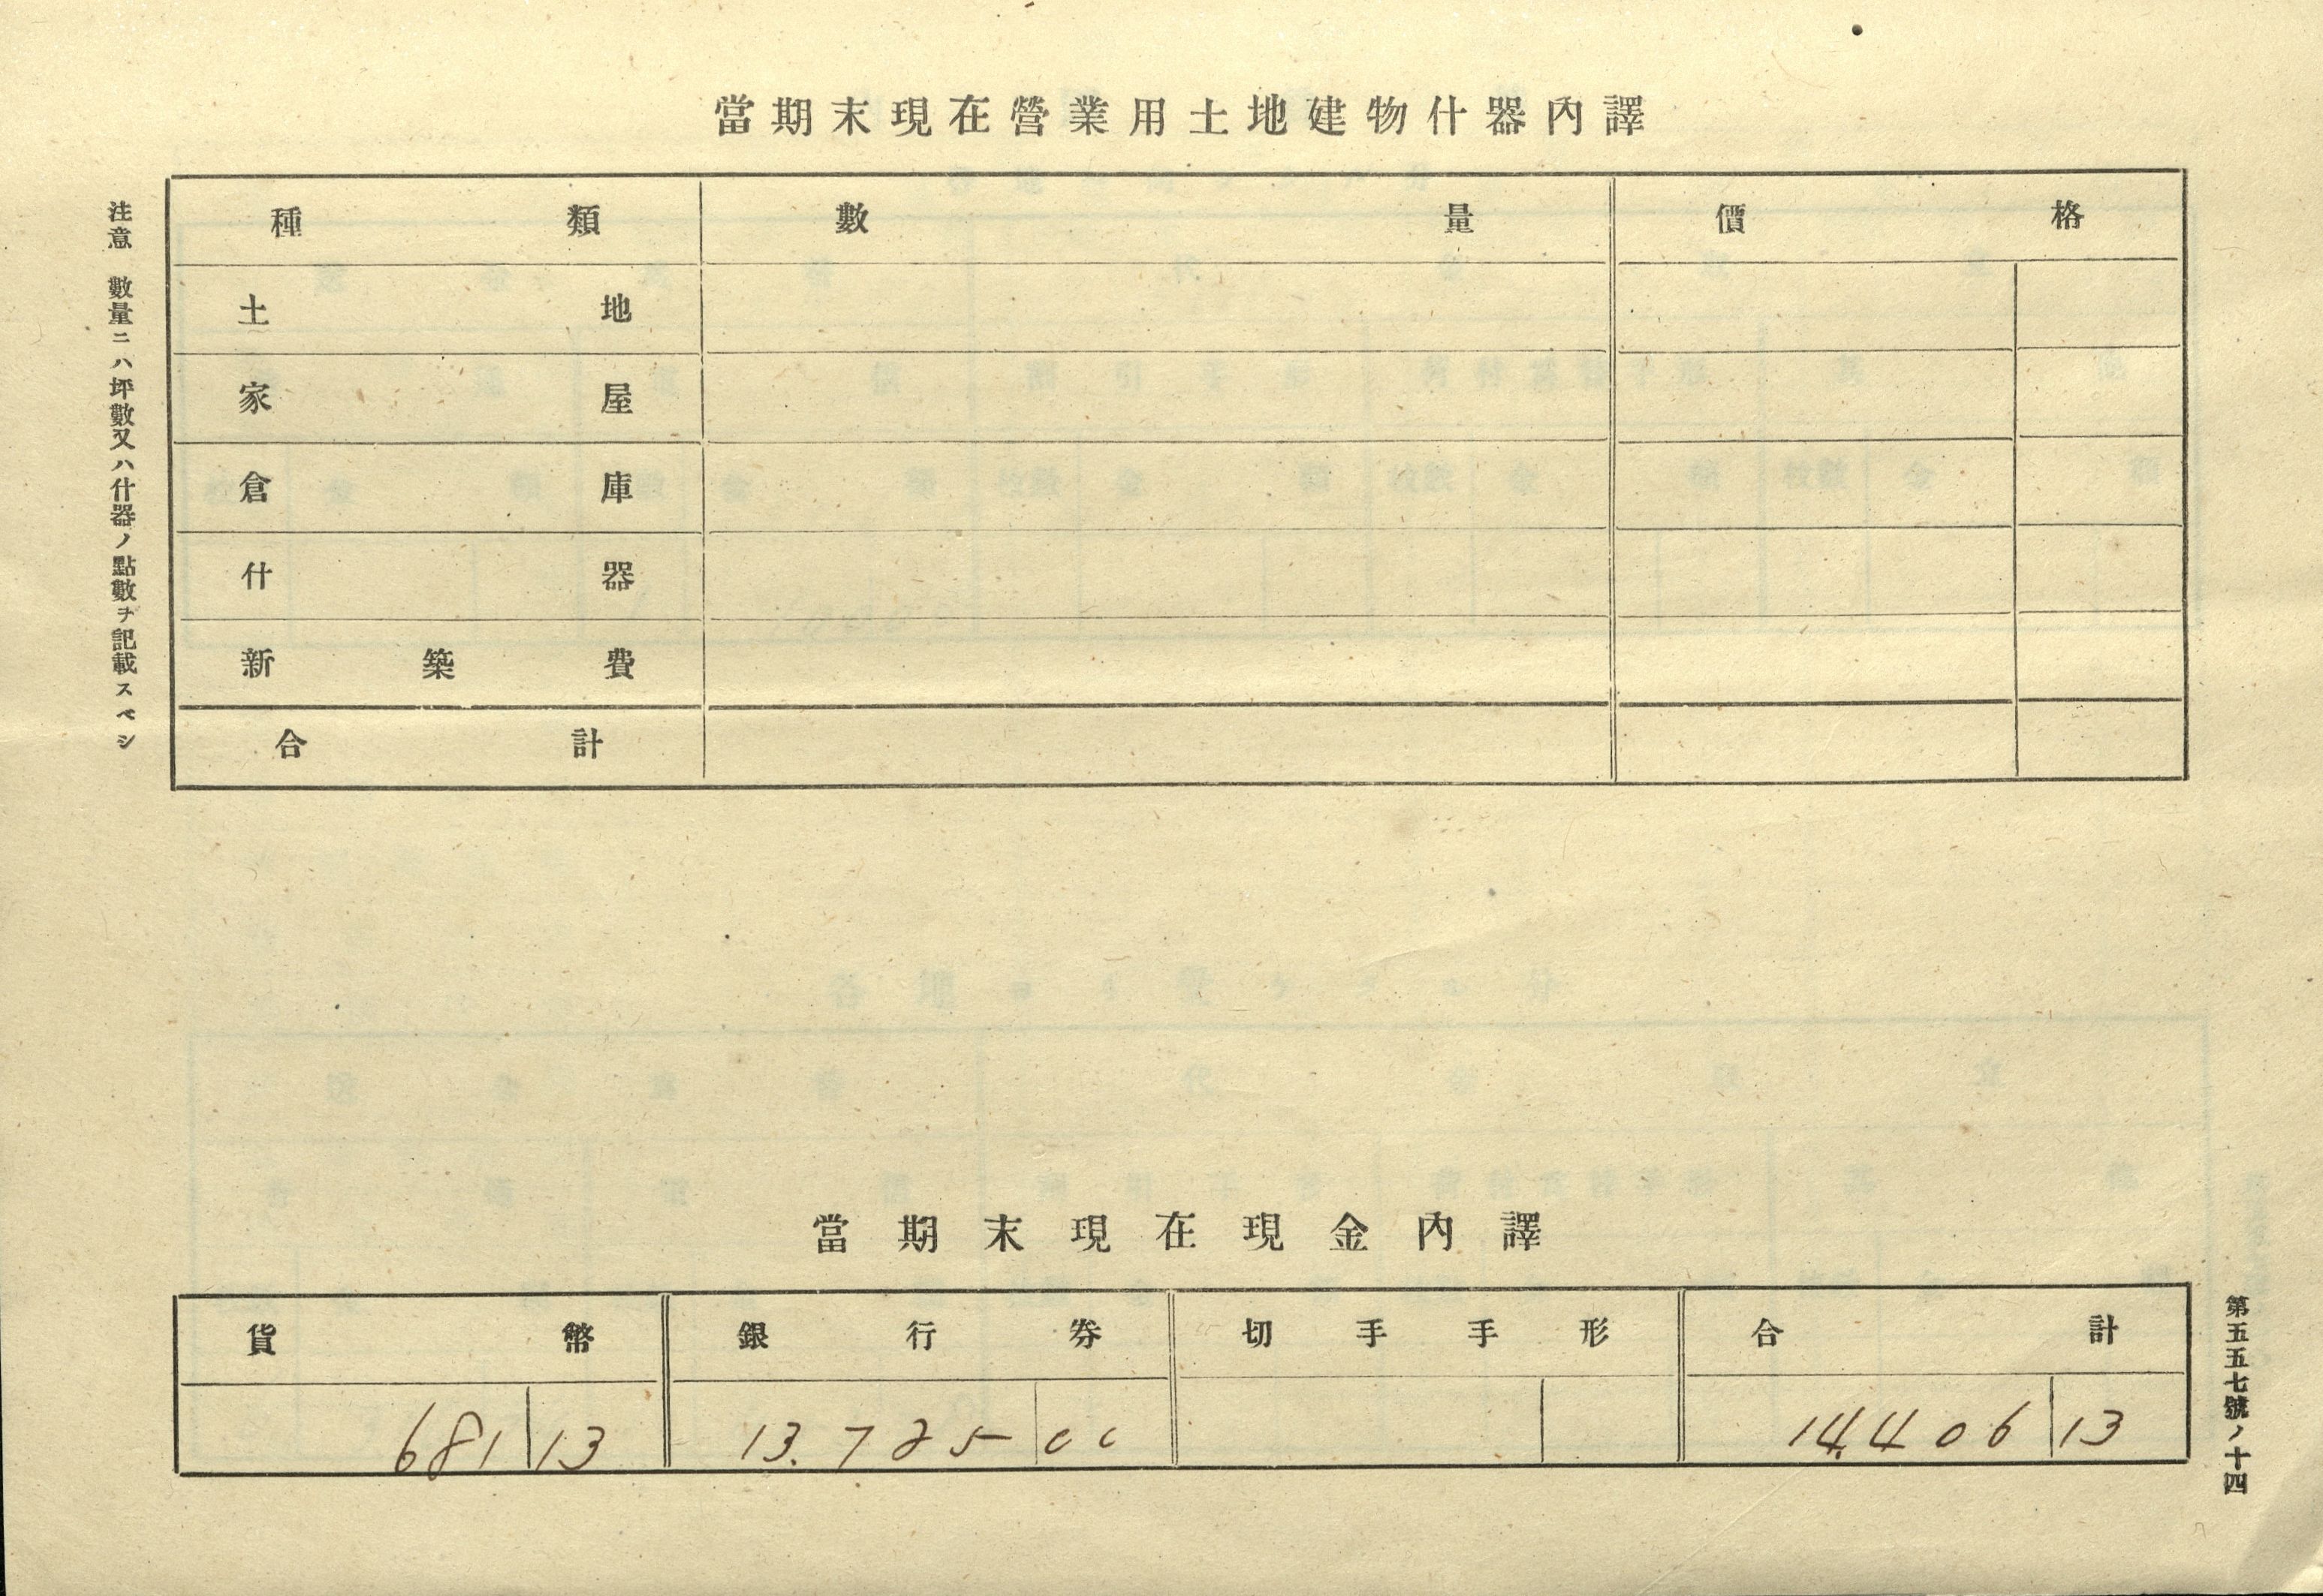 當期末現在營業用土地建物什器內譯
種類 數量 價格
土地
家屋
倉庫
什器
新築費
合計
注意 數量ニハ坪數又ハ什器ノ點數ヲ記載スベシ
當期末現在現金內譯
貨幣 銀行券 切手手形 合計
681 13 13.725 00 14,406 13
第五五七號ノ十四